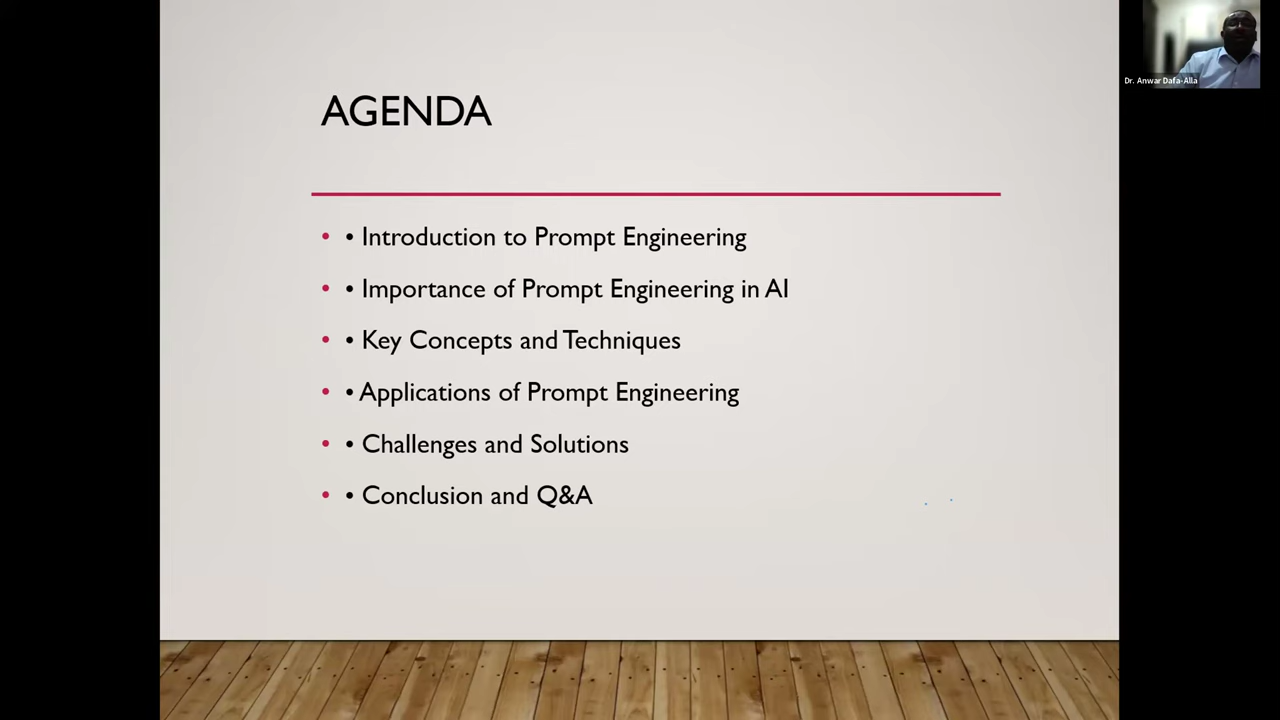 AGENDA
• • Introduction to Prompt Engineering
• • Importance of Prompt Engineering in AI
• • Key Concepts and Techniques
• • Applications of Prompt Engineering
• • Challenges and Solutions
• • Conclusion and Q&A
Dr. Anwar Dafa-Alla